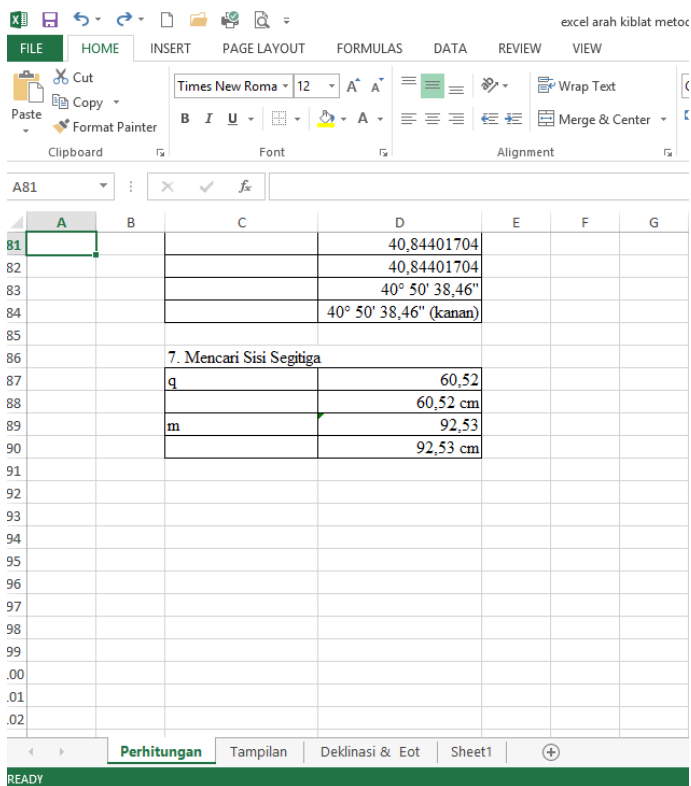 excel arah kiblat metod
FILE HOME INSERT PAGE LAYOUT FORMULAS DATA REVIEW VIEW
Cut
Copy
Format Painter
Paste
Times New Roma 12
B I U
Wrap Text
Merge & Center
Clipboard Font Alignment
A81 fx
A B C D E F G
81 40,84401704
82 40,84401704
83 40° 50' 38,46"
84 40° 50' 38,46" (kanan)
85
86 7. Mencari Sisi Segitiga
87 q 60,52
88 60,52 cm
89 m 92,53
90 92,53 cm
91
92
93
94
95
96
97
98
99
.00
.01
.02
Perhitungan Tampilan Deklinasi & Eot Sheet1
READY